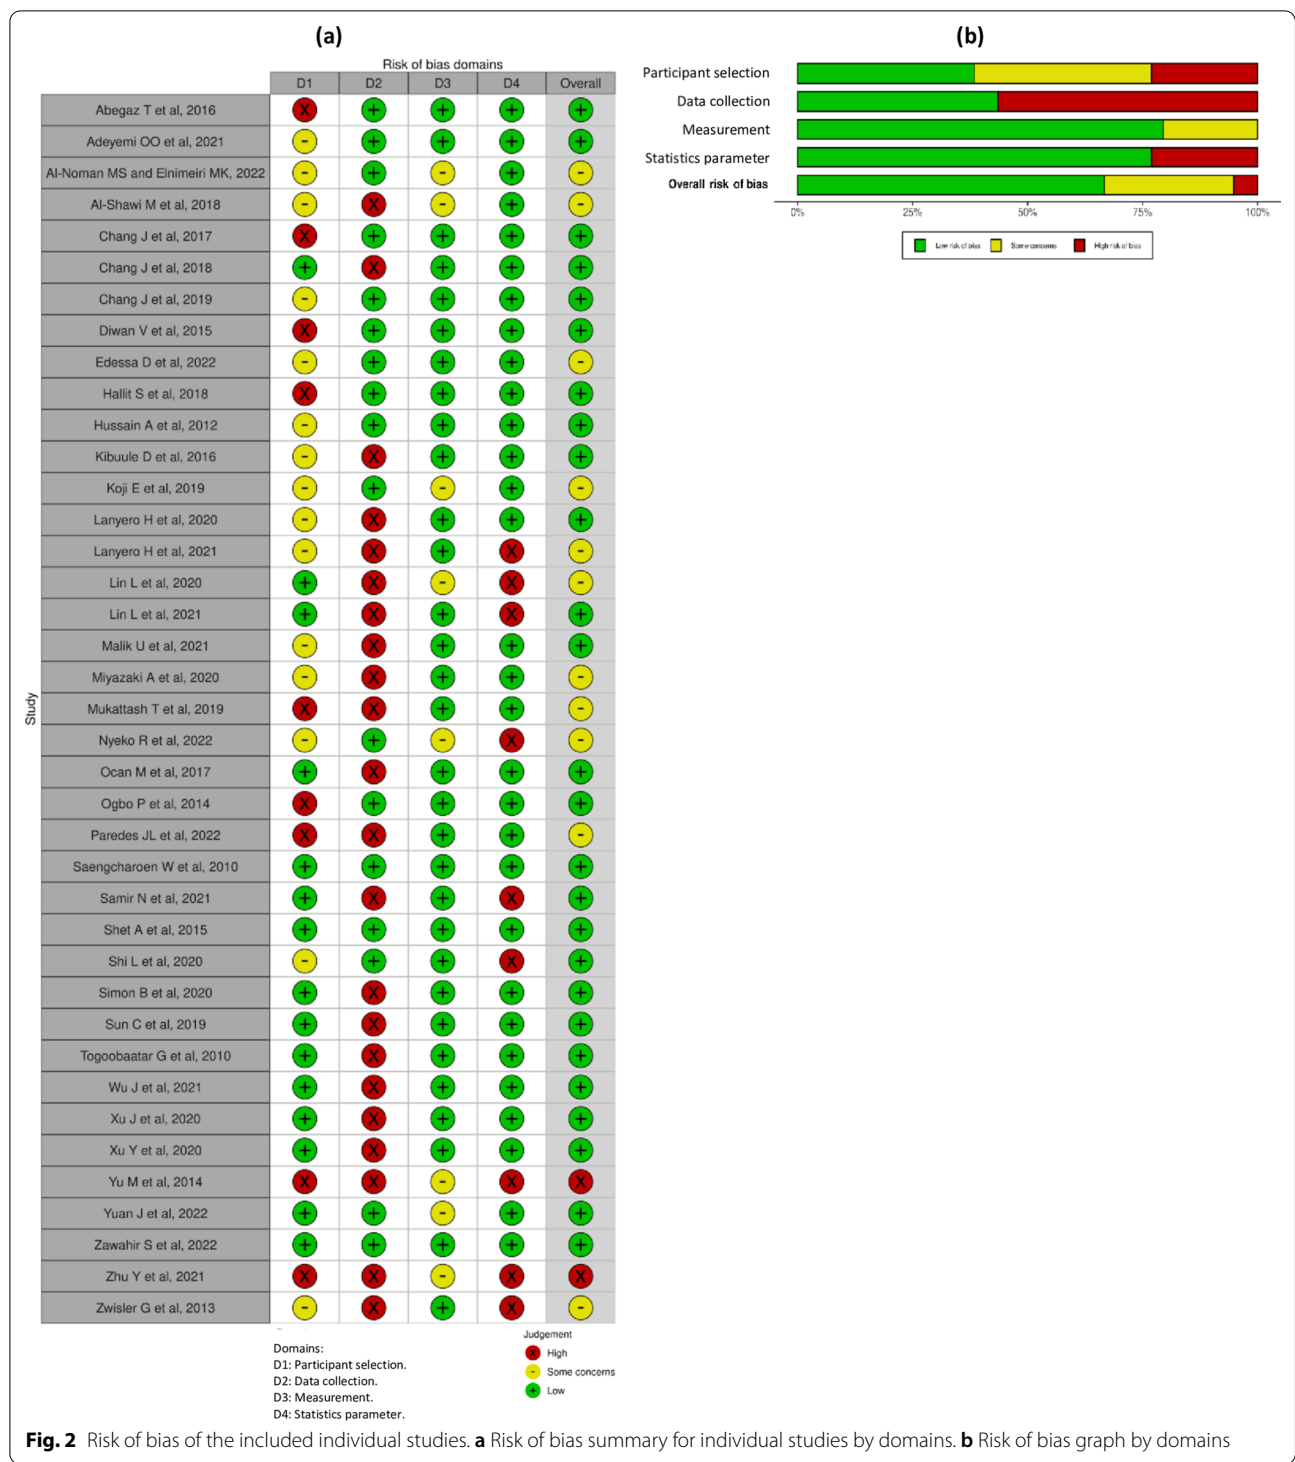 (a)
Risk of bias domains
D1 D2 D3 D4 Overall
Study
Abegaz T et al, 2016 X + + + +
Adeyemi OO et al, 2021 - + + + +
Al-Noman MS and Elnimeiri MK, 2022 - + - + -
Al-Shawi M et al, 2018 - X - + -
Chang J et al, 2017 X + + + +
Chang J et al, 2018 + X + + +
Chang J et al, 2019 - + + + +
Diwan V et al, 2015 X + + + +
Edessa D et al, 2022 - + + + -
Hallit S et al, 2018 X + + + +
Hussain A et al, 2012 - + + + +
Kibuule D et al, 2016 - X + + +
Koji E et al, 2019 - + - + -
Lanyero H et al, 2020 - X + + +
Lanyero H et al, 2021 - X + X -
Lin L et al, 2020 + X - X -
Lin L et al, 2021 + X + X +
Malik U et al, 2021 - X + + +
Miyazaki A et al, 2020 - X + + -
Mukattash T et al, 2019 X X + + -
Nyeko R et al, 2022 - + - X -
Ocan M et al, 2017 + X + + +
Ogbo P et al, 2014 X + + + +
Paredes JL et al, 2022 X X + + -
Saengcharoen W et al, 2010 + + + + +
Samir N et al, 2021 + X + X +
Shet A et al, 2015 + + + + +
Shi L et al, 2020 - + + X +
Simon B et al, 2020 + X + + +
Sun C et al, 2019 + X + + +
Togoobaatar G et al, 2010 + X + + +
Wu J et al, 2021 + X + + +
Xu J et al, 2020 + X + + +
Xu Y et al, 2020 + X + + +
Yu M et al, 2014 X X - X X
Yuan J et al, 2022 + + - + +
Zawahir S et al, 2022 + + + + +
Zhu Y et al, 2021 X X - X X
Zwisler G et al, 2013 - X + X -
Domains:
D1: Participant selection.
D2: Data collection.
D3: Measurement.
D4: Statistics parameter.
Judgement
X High
- Some concerns
+ Low
(b)
Participant selection
Data collection
Measurement
Statistics parameter
Overall risk of bias
0% 25% 50% 75% 100%
Low risk of bias Some concerns High risk of bias
Fig. 2 Risk of bias of the included individual studies. a Risk of bias summary for individual studies by domains. b Risk of bias graph by domains